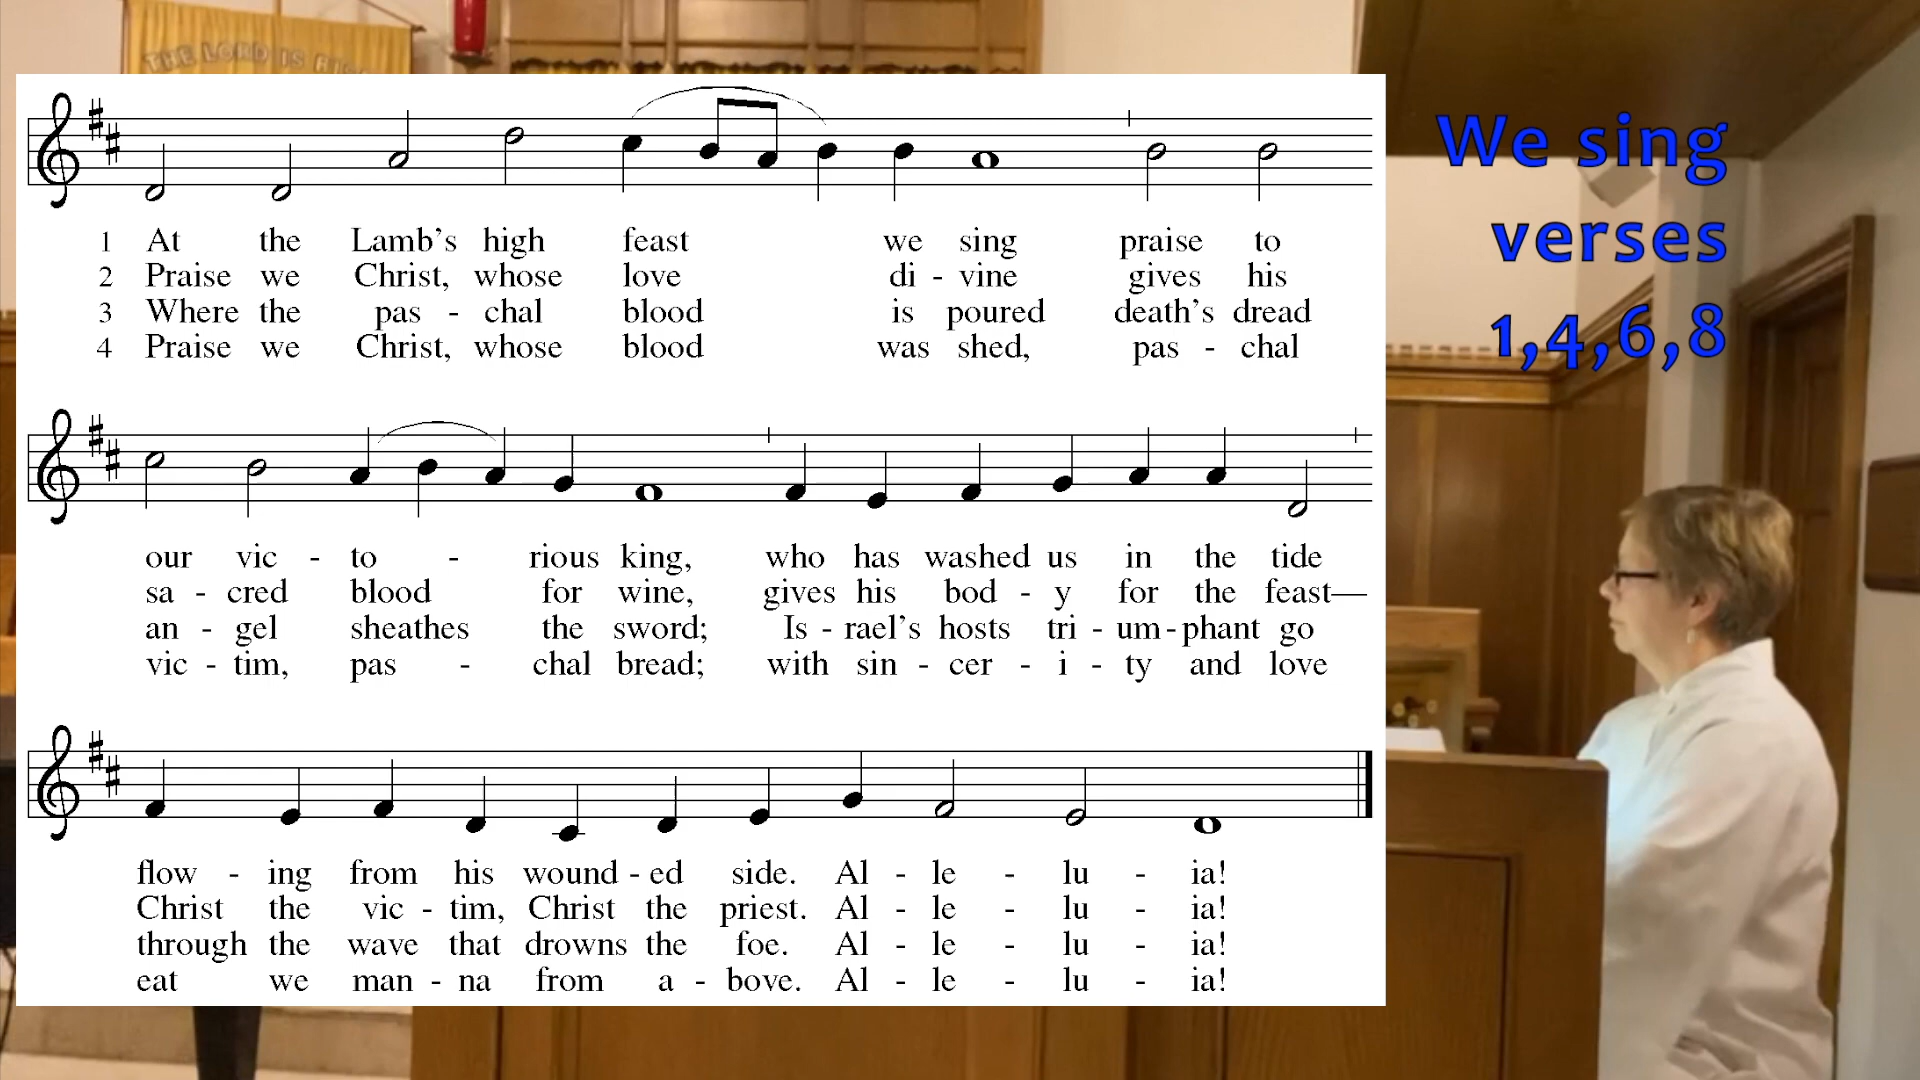 THE LORD IS
We sing
verses
1,4,6,8
1 At the Lamb's high feast we sing praise to
2 Praise we Christ, whose love di - vine gives his
3 Where the pas - chal blood is poured death's dread
4 Praise we Christ, whose blood was shed, pas - chal
our vic - to - rious king, who has washed us in the tide
sa - cred blood for wine, gives his bod - y for the feast—
an - gel sheathes the sword; Is - rael's hosts tri - um - phant go
vic - tim, pas - chal bread; with sin - cer - i - ty and love
flow - ing from his wound - ed side. Al - le - lu - ia!
Christ the vic - tim, Christ the priest. Al - le - lu - ia!
through the wave that drowns the foe. Al - le - lu - ia!
eat we man - na from a - bove. Al - le - lu - ia!